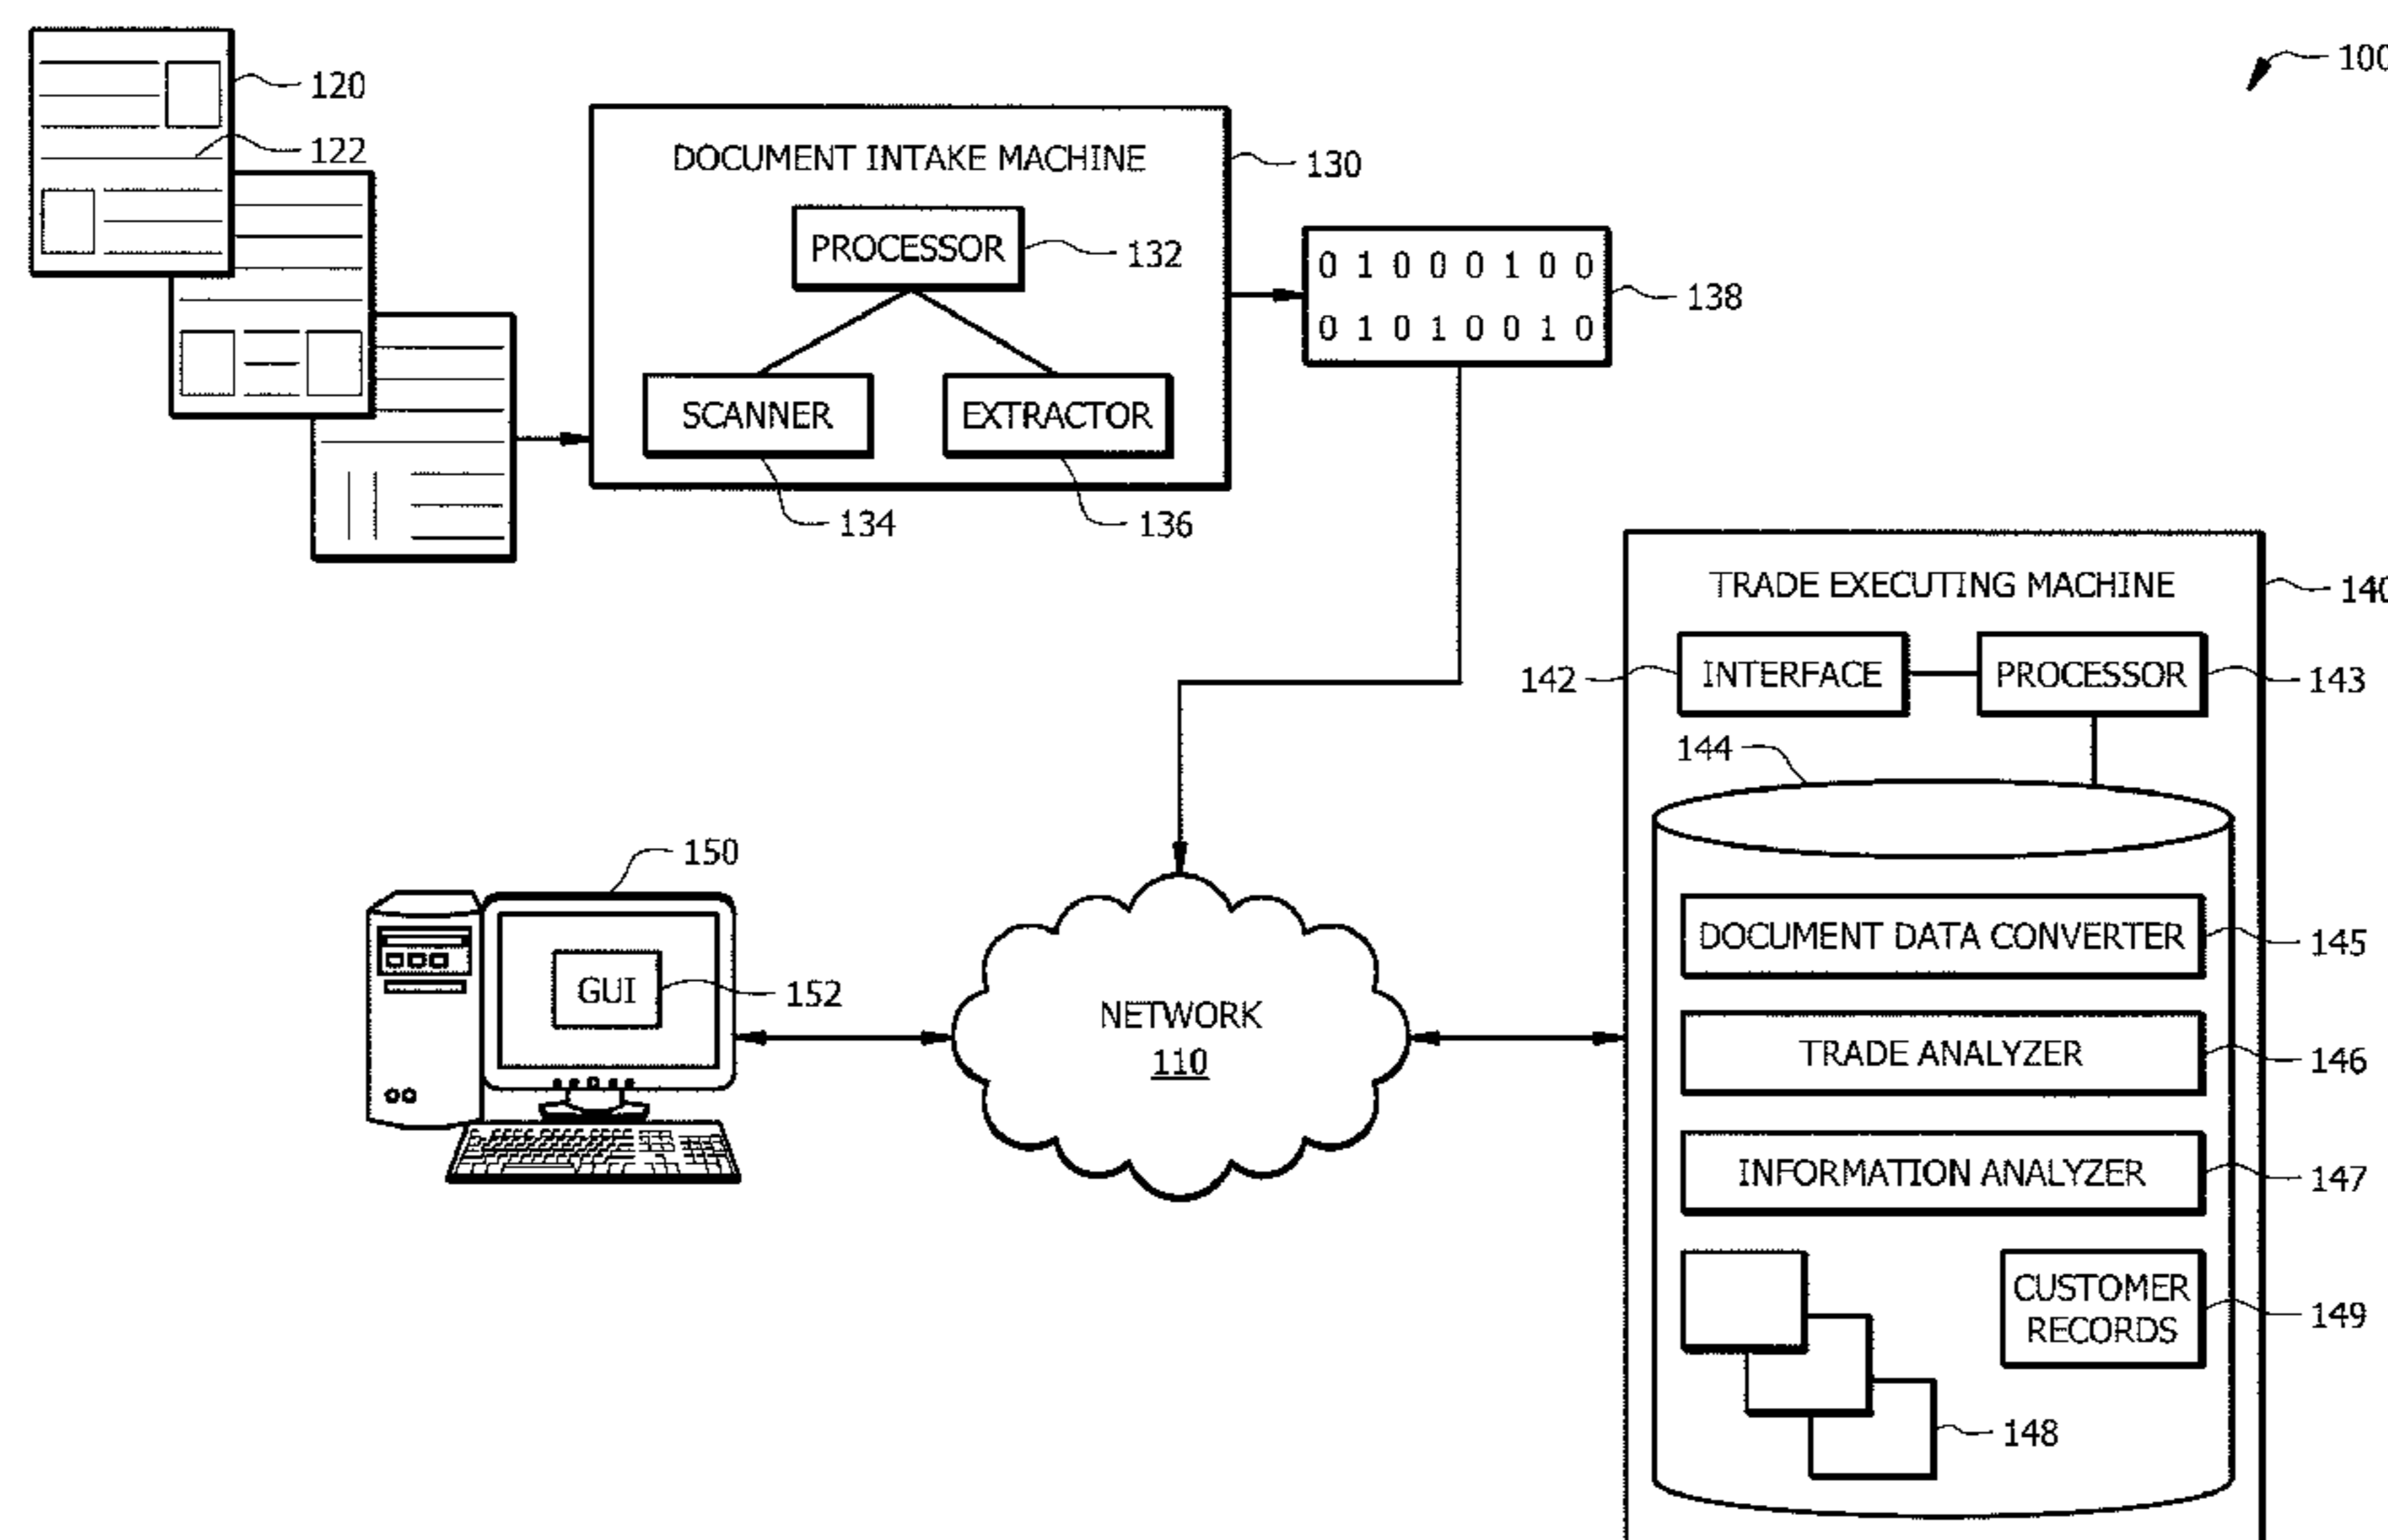 100
120
122
DOCUMENT INTAKE MACHINE
130
PROCESSOR
132
SCANNER
EXTRACTOR
134
136
0 1 0 0 0 1 0 0
0 1 0 1 0 0 1 0
138
TRADE EXECUTING MACHINE
140
142
INTERFACE
PROCESSOR
143
144
150
GUI
152
NETWORK
110
DOCUMENT DATA CONVERTER
145
TRADE ANALYZER
146
INFORMATION ANALYZER
147
CUSTOMER
RECORDS
149
148